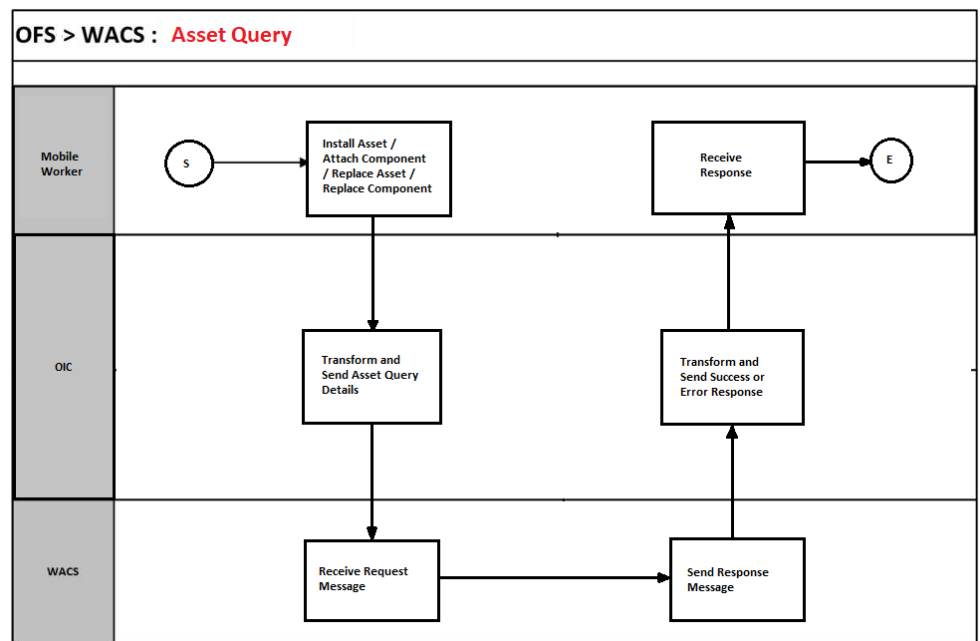 OFS > WACS : Asset Query
Mobile
Worker
S
Install Asset /
Attach Component
/ Replace Asset /
Replace Component
Receive
Response
E
OIC
Transform and
Send Asset Query
Details
Transform and
Send Success or
Error Response
WACS
Receive Request
Message
Send Response
Message